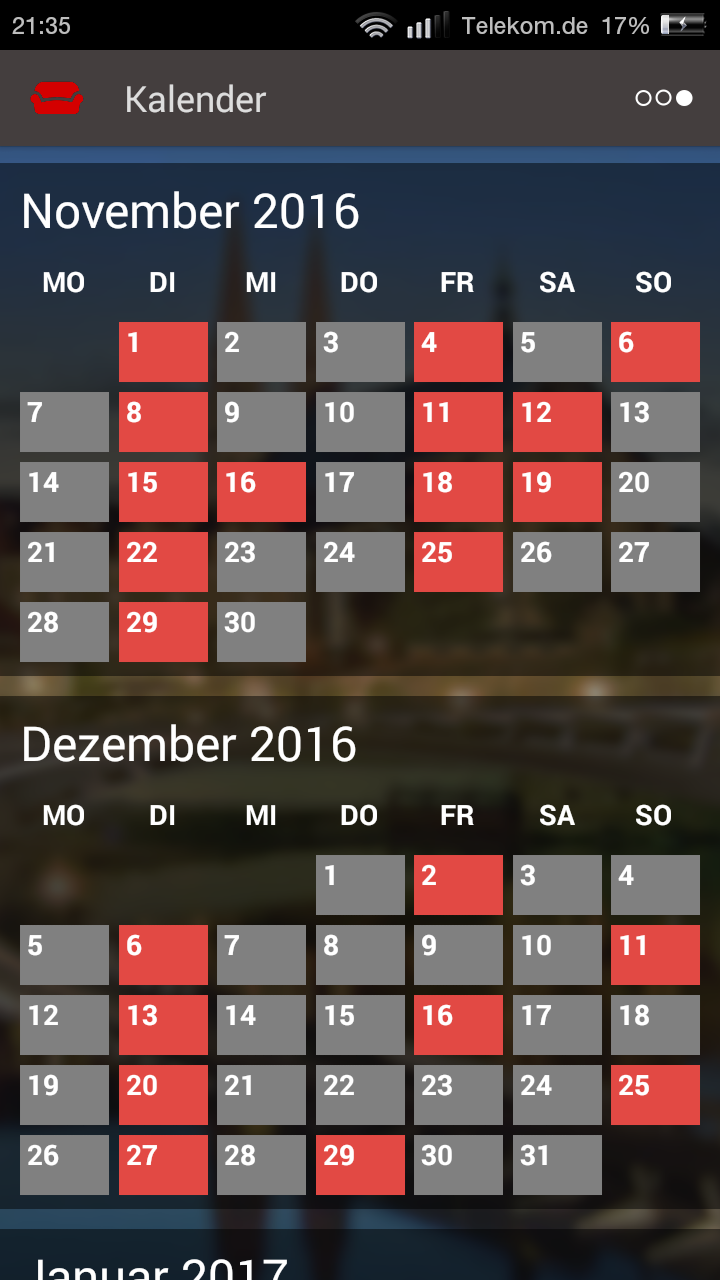 21:35 Telekom.de 17%
Kalender
November 2016
MO DI MI DO FR SA SO
1 2 3 4 5 6
7 8 9 10 11 12 13
14 15 16 17 18 19 20
21 22 23 24 25 26 27
28 29 30
Dezember 2016
MO DI MI DO FR SA SO
1 2 3 4
5 6 7 8 9 10 11
12 13 14 15 16 17 18
19 20 21 22 23 24 25
26 27 28 29 30 31
Januar 2017